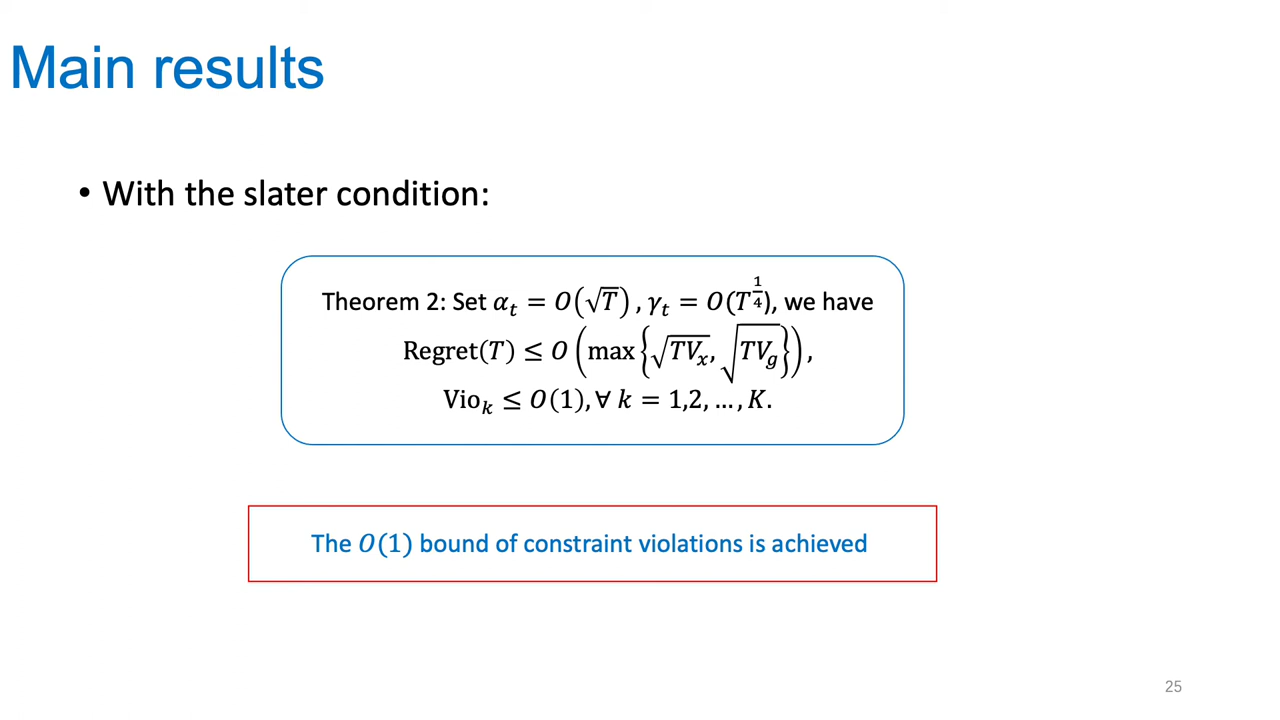 Main results
• With the slater condition:
Theorem 2: Set α_t = O(√T) , γ_t = O(T^{1/4}), we have
Regret(T) ≤ O (max {√(TV_x), √(TV_g)}) ,
Vio_k ≤ O(1), ∀ k = 1,2, … , K.
The O(1) bound of constraint violations is achieved
25